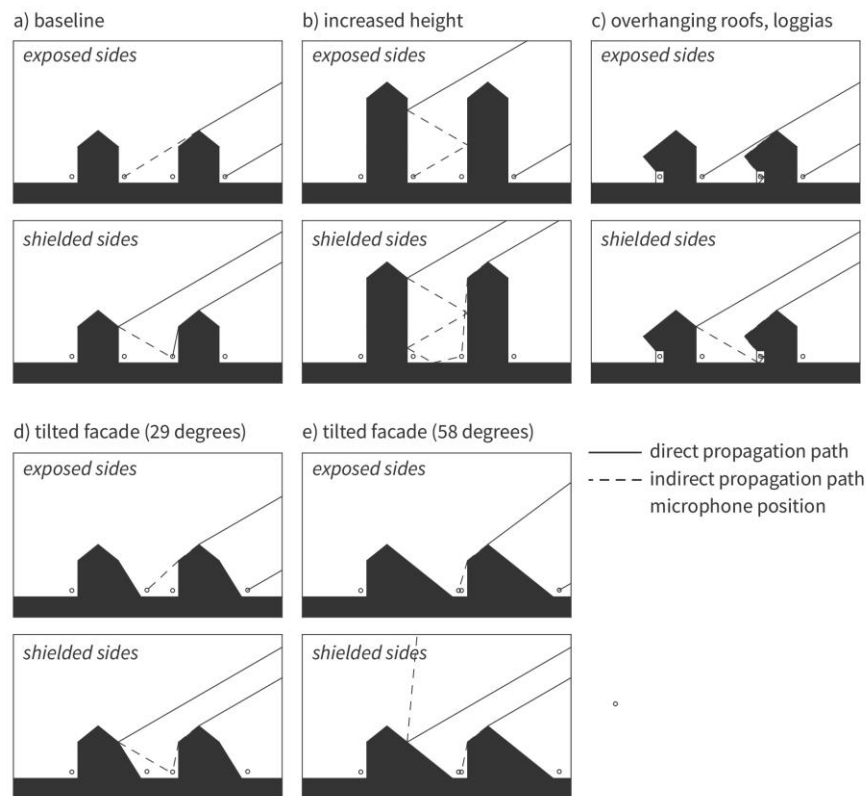 a) baseline
b) increased height
c) overhanging roofs, loggias
exposed sides
exposed sides
exposed sides
shielded sides
shielded sides
shielded sides
d) tilted facade (29 degrees)
e) tilted facade (58 degrees)
exposed sides
exposed sides
direct propagation path
indirect propagation path
microphone position
shielded sides
shielded sides